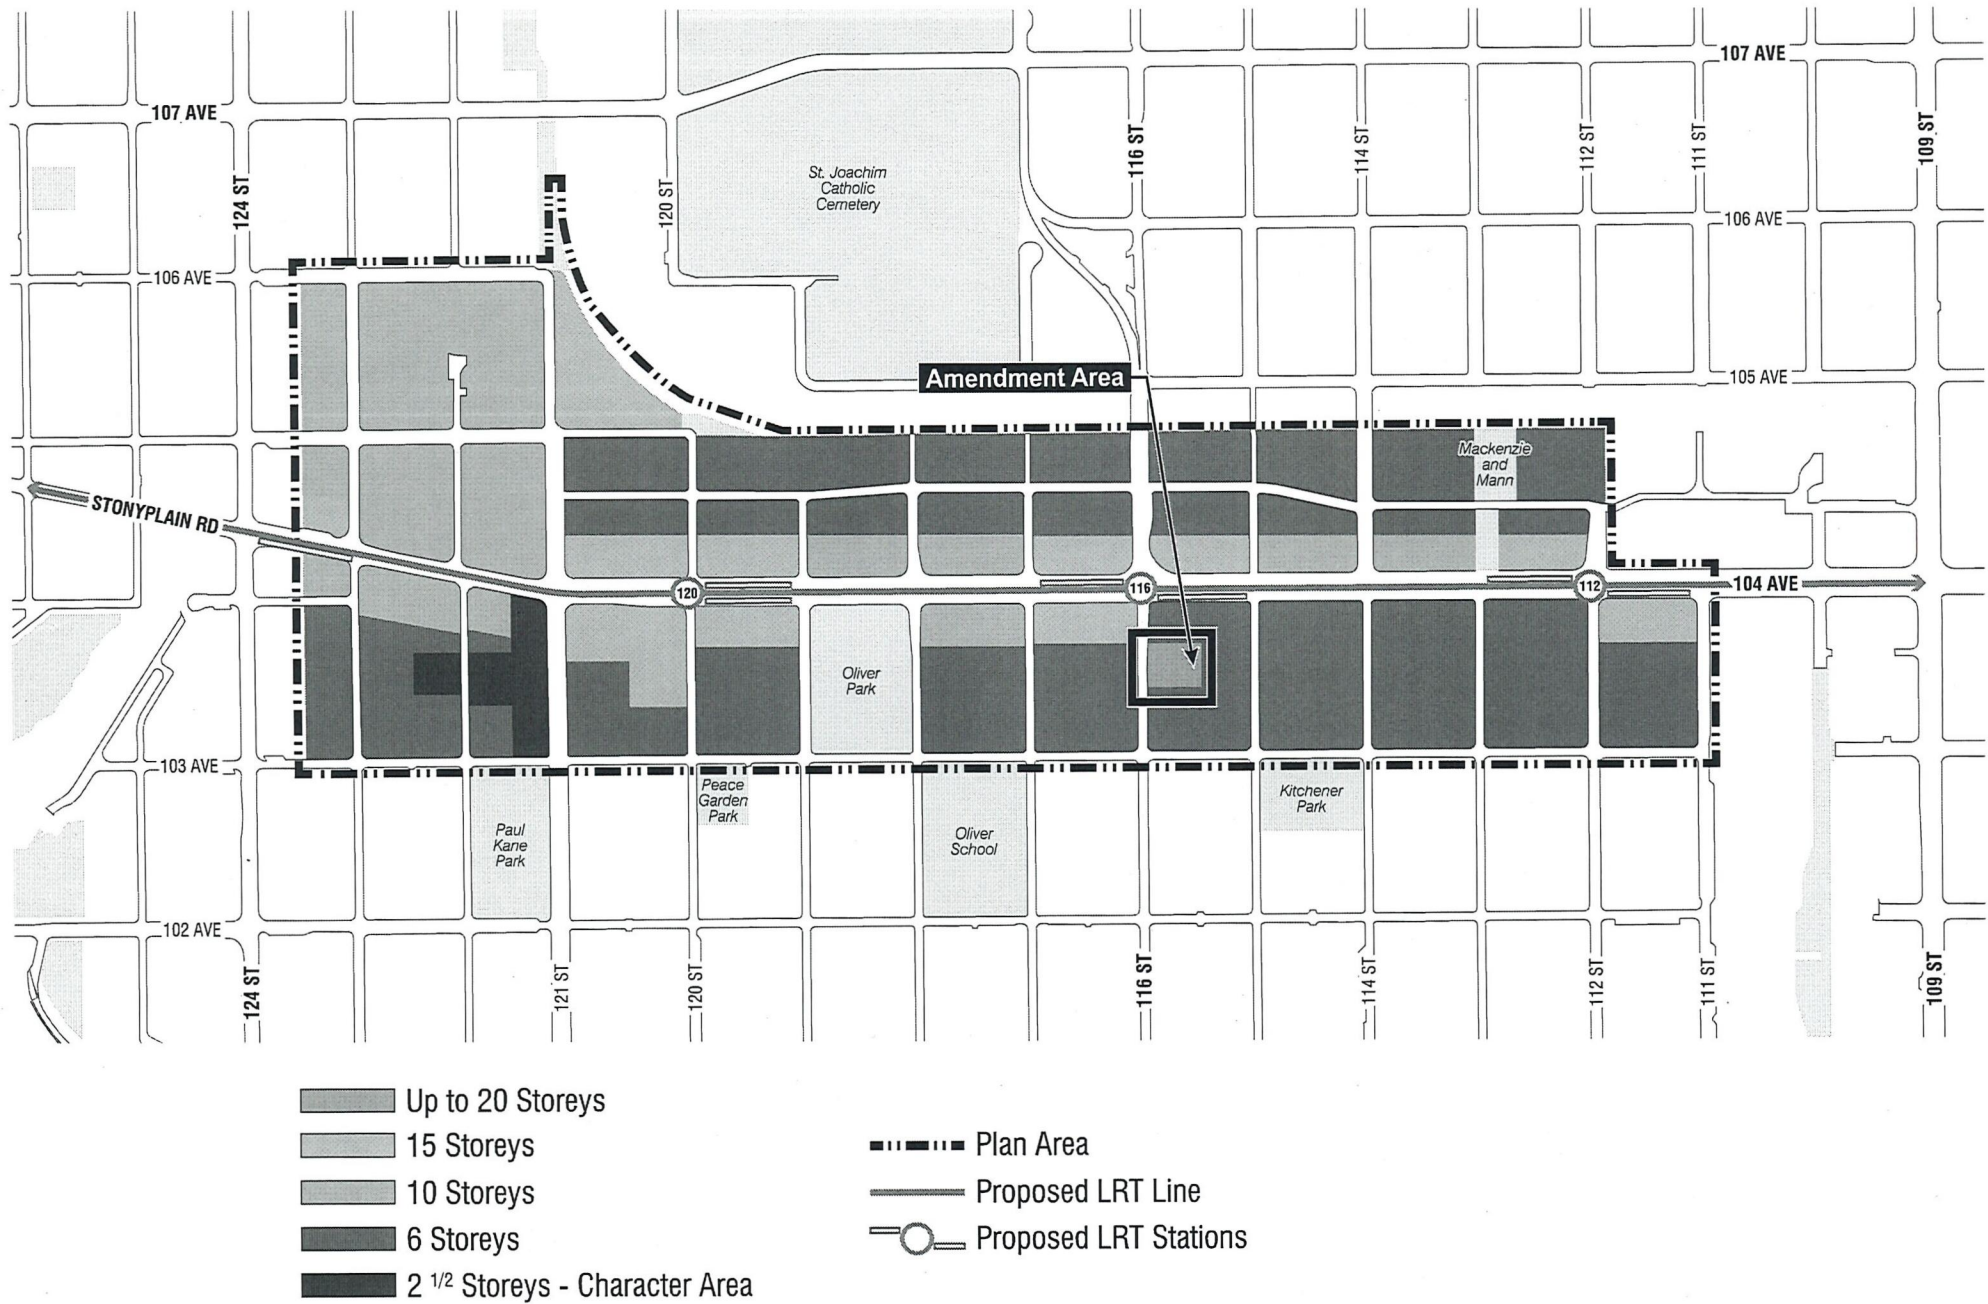 107 AVE
107 AVE
124 ST
120 ST
St. Joachim
Catholic
Cemetery
116 ST
114 ST
112 ST
111 ST
109 ST
106 AVE
106 AVE
Amendment Area
105 AVE
Mackenzie
and
Mann
STONYPLAIN RD
120
116
112
104 AVE
Oliver
Park
103 AVE
Peace
Garden
Park
Kitchener
Park
Paul
Kane
Park
Oliver
School
102 AVE
124 ST
121 ST
120 ST
116 ST
114 ST
112 ST
111 ST
109 ST
Up to 20 Storeys
15 Storeys
10 Storeys
6 Storeys
2 1/2 Storeys - Character Area
Plan Area
Proposed LRT Line
Proposed LRT Stations